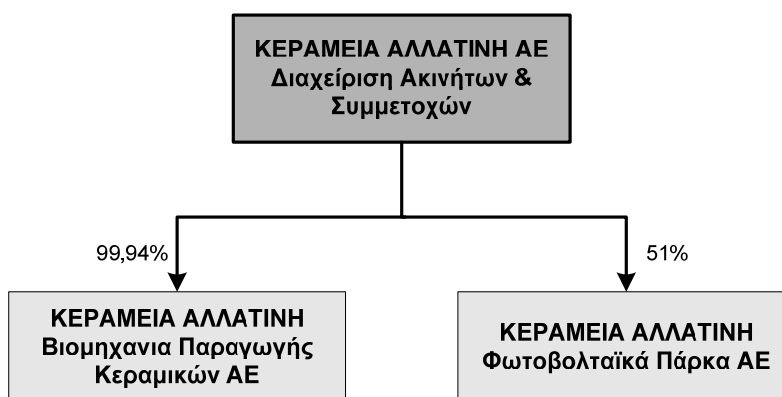 ΚΕΡΑΜΕΙΑ ΑΛΛΑΤΙΝΗ ΑΕ
Διαχείριση Ακινήτων &
Συμμετοχών
99,94%
51%
ΚΕΡΑΜΕΙΑ ΑΛΛΑΤΙΝΗ
Βιομηχανια Παραγωγής
Κεραμικών ΑΕ
ΚΕΡΑΜΕΙΑ ΑΛΛΑΤΙΝΗ
Φωτοβολταϊκά Πάρκα ΑΕ